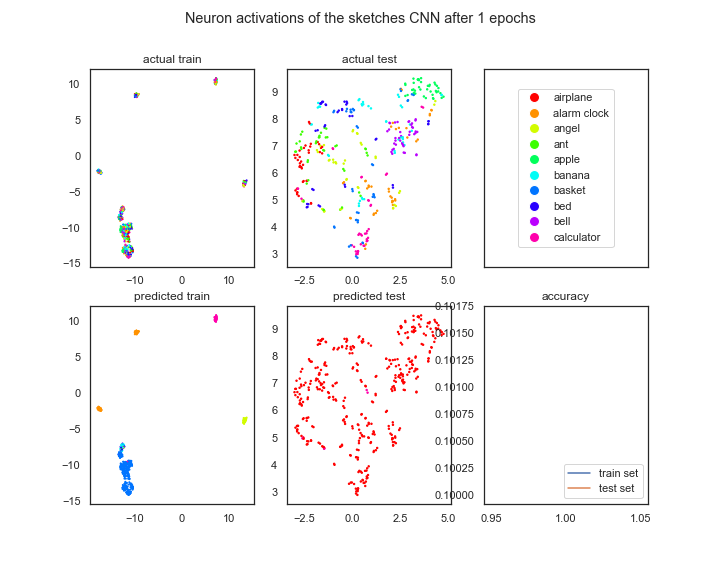 Neuron activations of the sketches CNN after 1 epochs
actual train
actual test
10
5
0
−5
−10
−15
−10
0
10
9
8
7
6
5
4
3
−2.5
0.0
2.5
5.0
airplane
alarm clock
angel
ant
apple
banana
basket
bed
bell
calculator
predicted train
predicted test
accuracy
10
5
0
−5
−10
−15
−10
0
10
9
8
7
6
5
4
3
−2.5
0.0
2.5
5.0
0.10175
0.10150
0.10125
0.10100
0.10075
0.10050
0.10025
0.10000
0.95
1.00
1.05
train set
test set